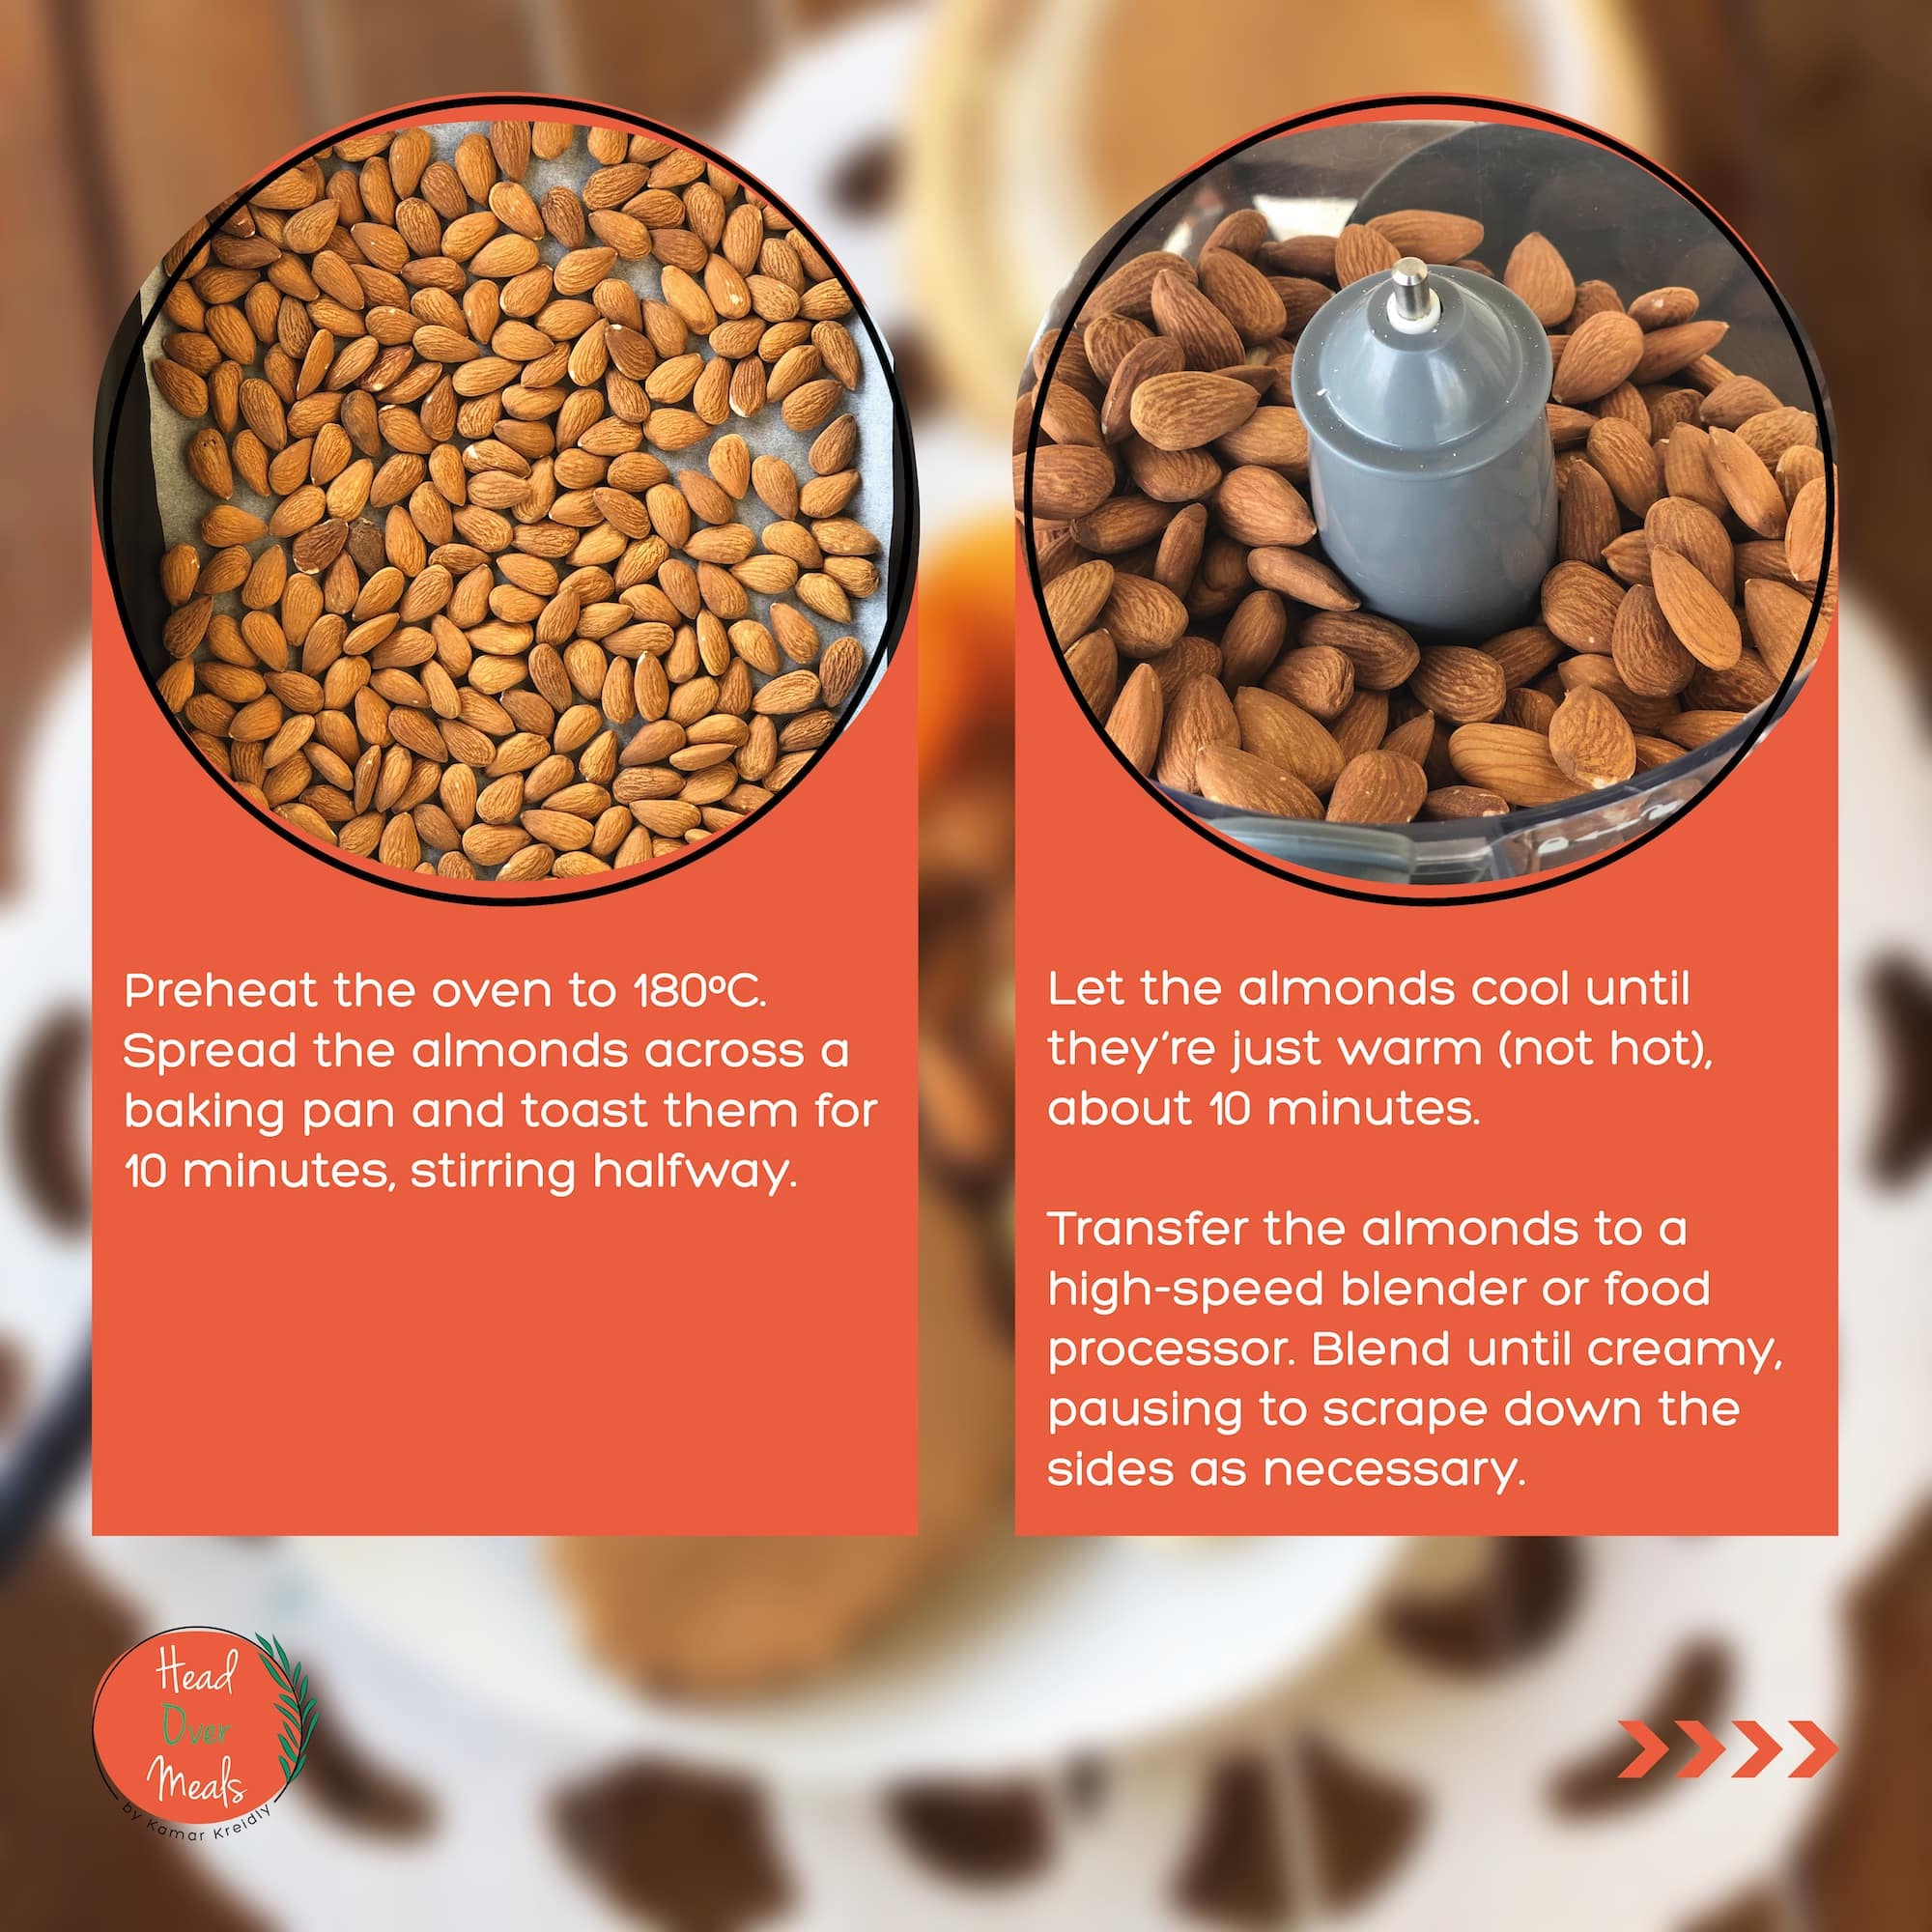 Preheat the oven to 180ºC.
Spread the almonds across a
baking pan and toast them for
10 minutes, stirring halfway.
Let the almonds cool until
they’re just warm (not hot),
about 10 minutes.
Transfer the almonds to a
high-speed blender or food
processor. Blend until creamy,
pausing to scrape down the
sides as necessary.
Head
Over
Meals
by Kamar Kreidly